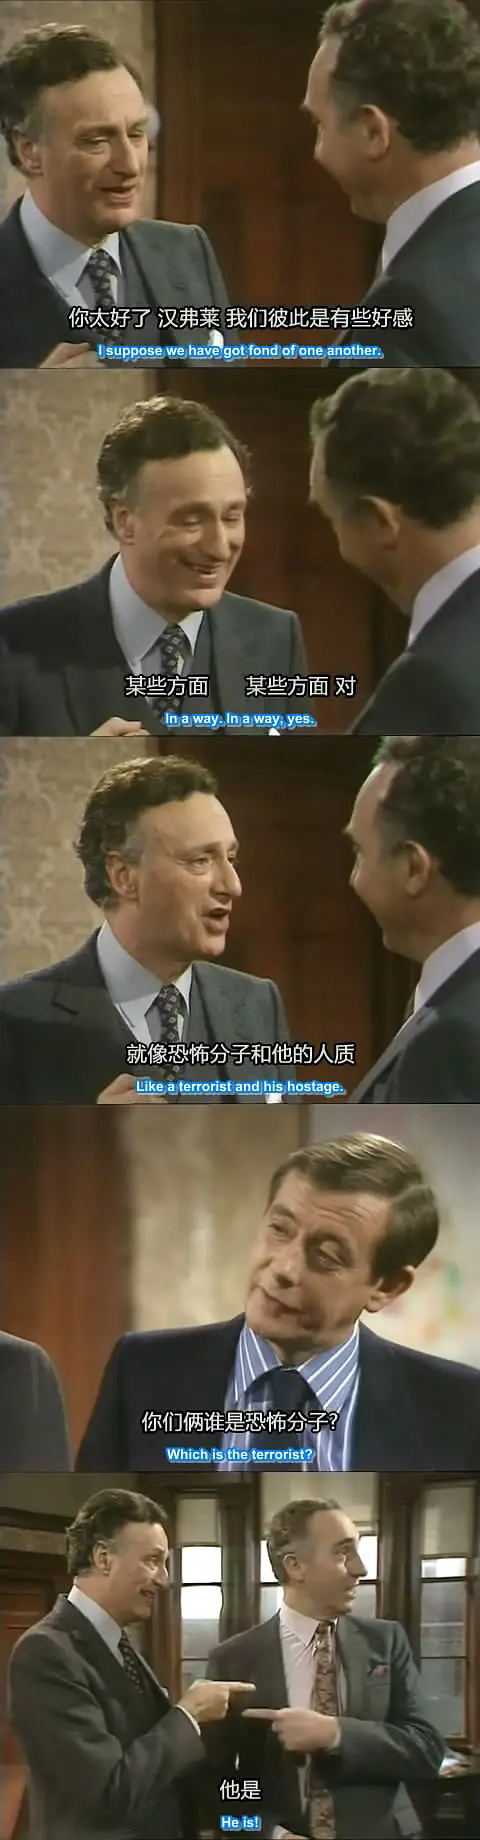 你太好了 汉弗莱 我们彼此是有些好感
I suppose we have got fond of one another.
某些方面 某些方面 对
In a way. In a way, yes.
就像恐怖分子和他的人质
Like a terrorist and his hostage.
你们俩谁是恐怖分子?
Which is the terrorist?
他是
He is!